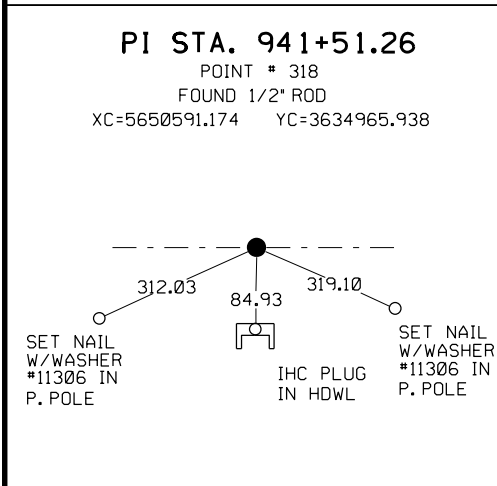 PI STA. 941+51.26
POINT # 318
FOUND 1/2" ROD
XC=5650591.174 YC=3634965.938
312.03
84.93
319.10
SET NAIL
W/WASHER
#11306 IN
P. POLE
IHC PLUG
IN HDWL
SET NAIL
W/WASHER
#11306 IN
P. POLE